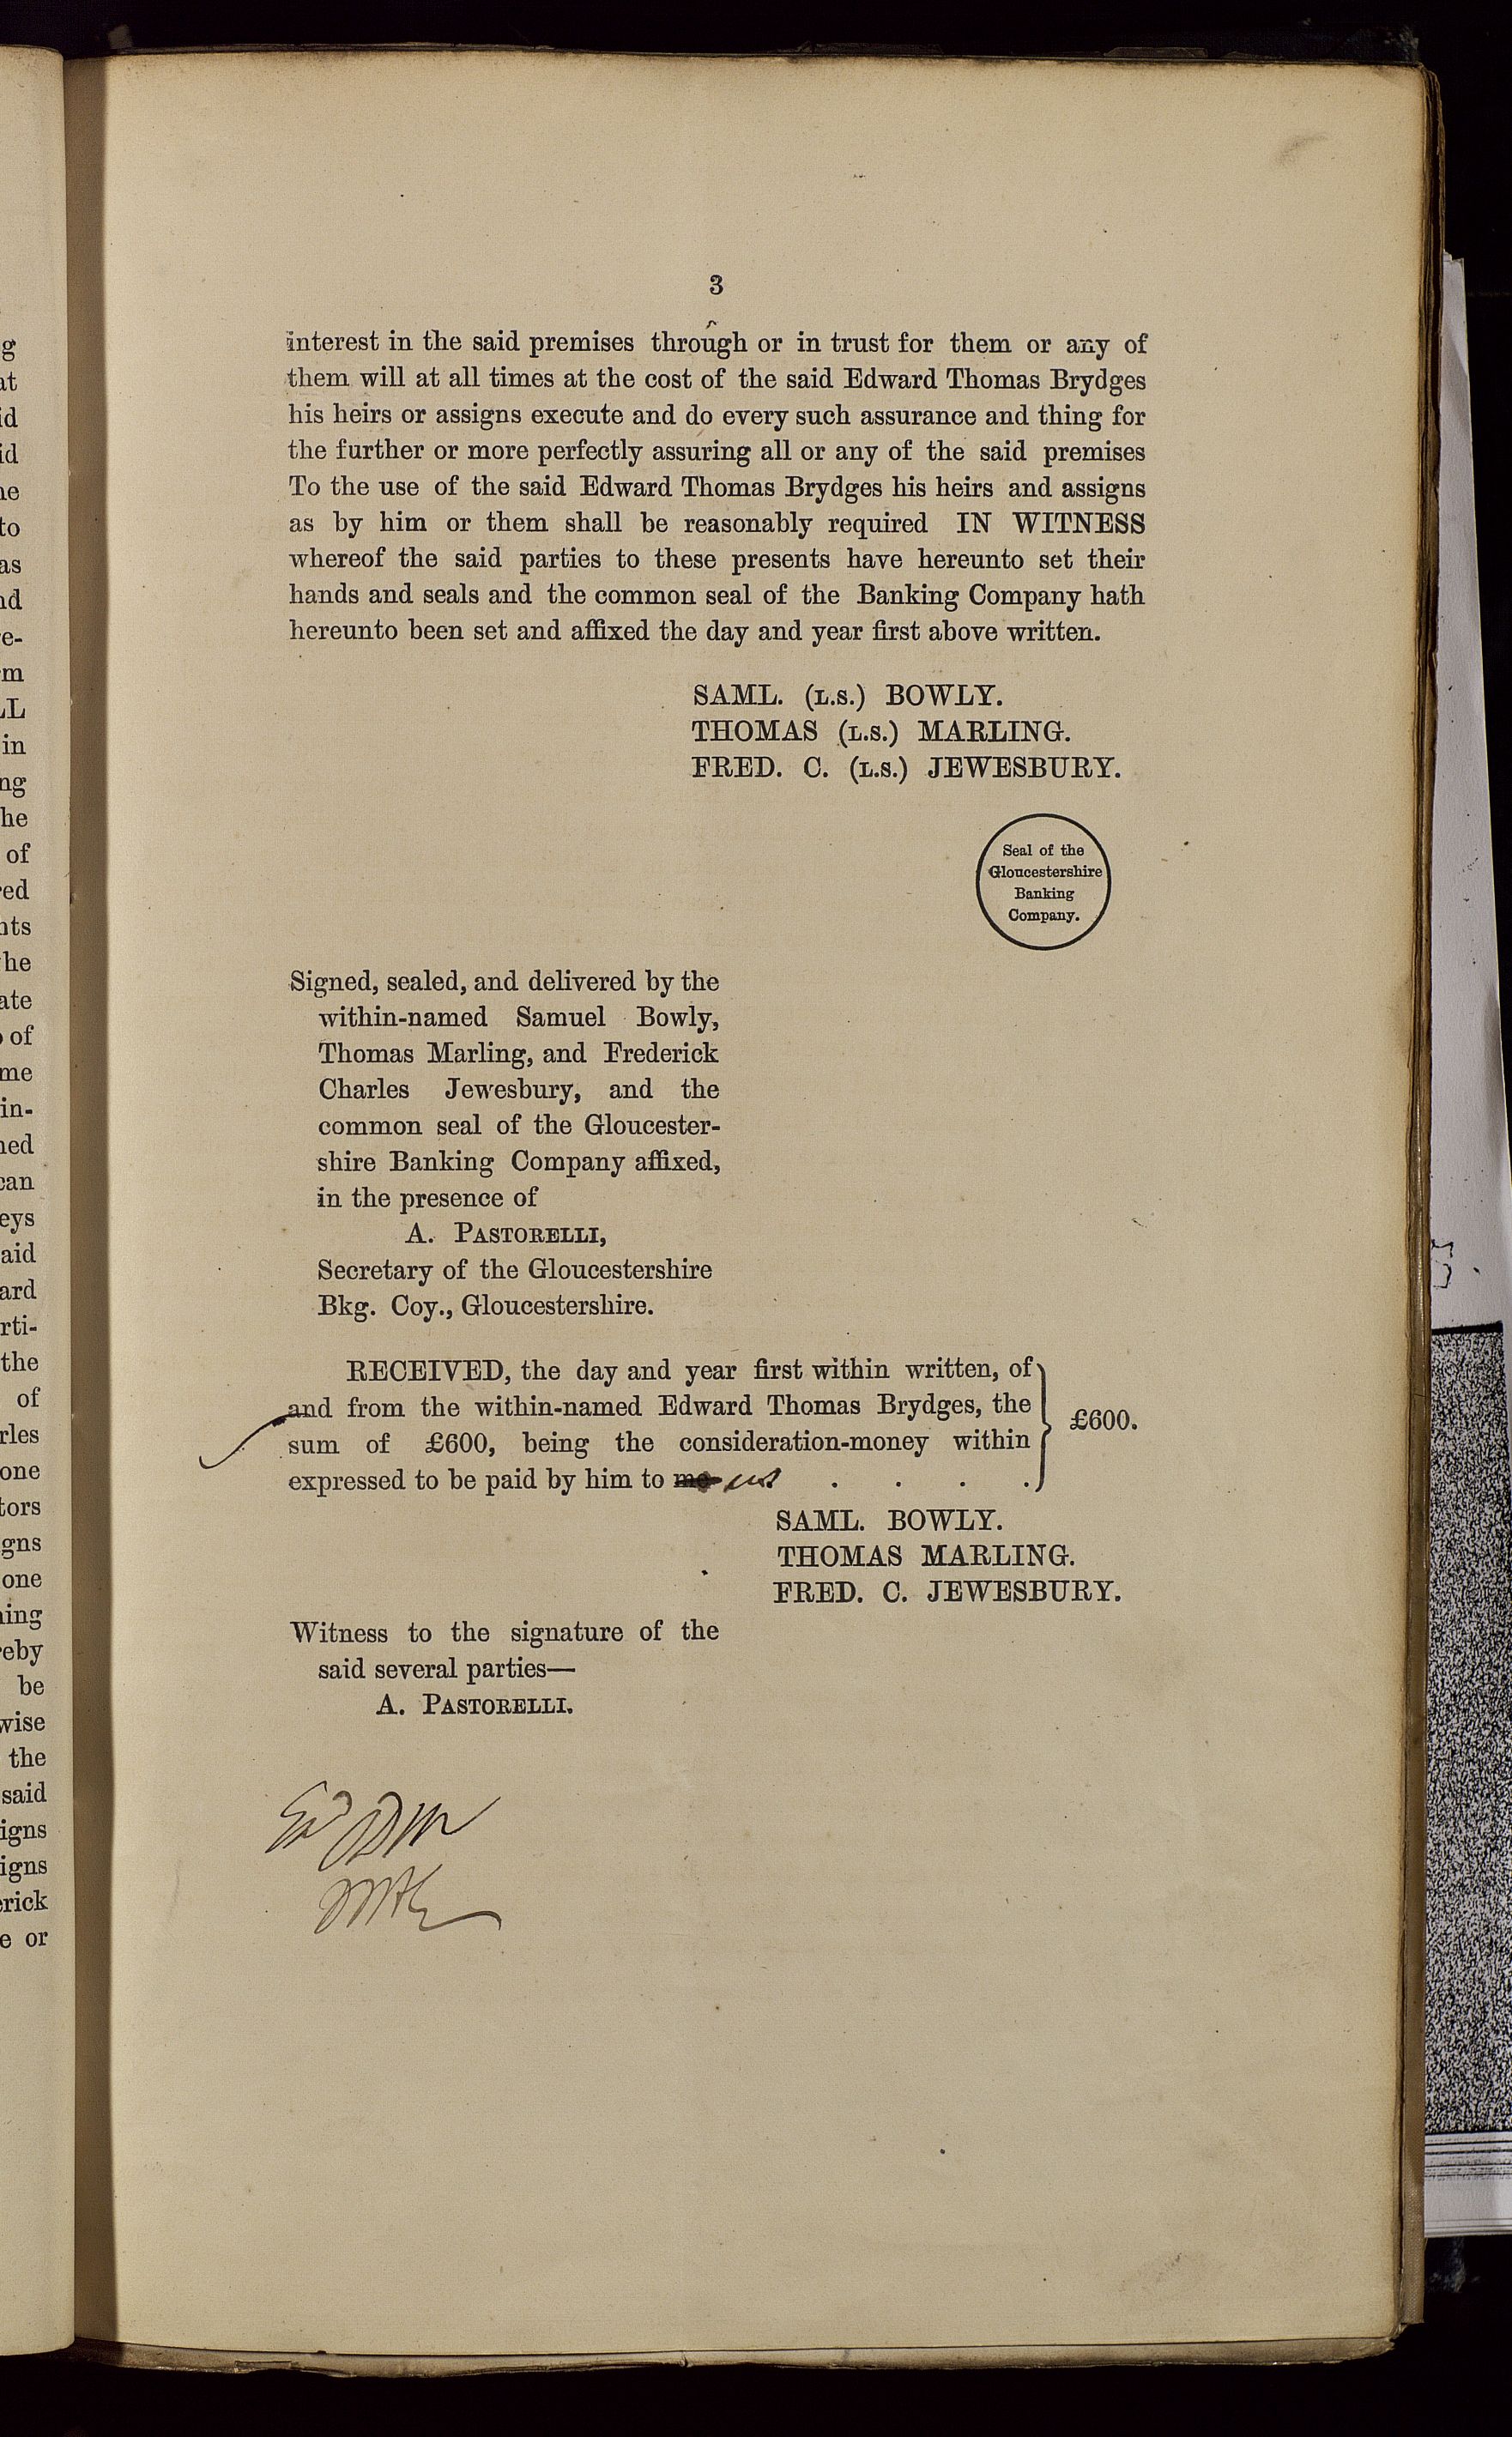 3
interest in the said premises through or in trust for them or any of
them will at all times at the cost of the said Edward Thomas Brydges
his heirs or assigns execute and do every such assurance and thing for
the further or more perfectly assuring all or any of the said premises
To the use of the said Edward Thomas Brydges his heirs and assigns
as by him or them shall be reasonably required IN WITNESS
whereof the said parties to these presents have hereunto set their
hands and seals and the common seal of the Banking Company hath
hereunto been set and affixed the day and year first above written.
SAML. (L.S.) BOWLY.
THOMAS (L.S.) MARLING.
FRED. C. (L.S.) JEWESBURY.
Seal of the
Gloucestershire
Banking
Company.
Signed, sealed, and delivered by the
within-named Samuel Bowly,
Thomas Marling, and Frederick
Charles Jewesbury, and the
common seal of the Gloucester-
shire Banking Company affixed,
in the presence of
A. PASTORELLI,
Secretary of the Gloucestershire
Bkg. Coy., Gloucestershire.
RECEIVED, the day and year first within written, of
and from the within-named Edward Thomas Brydges, the
sum of £600, being the consideration-money within
expressed to be paid by him to me us . . . .
£600.
SAML. BOWLY.
THOMAS MARLING.
FRED. C. JEWESBURY.
Witness to the signature of the
said several parties—
A. PASTORELLI.